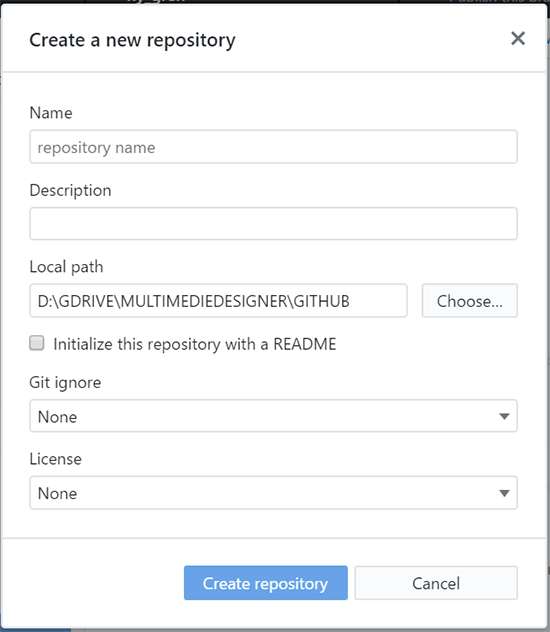 Create a new repository
Name
repository name
Description
Local path
D:\GDRIVE\MULTIMEDIEDESIGNER\GITHUB
Choose...
Initialize this repository with a README
Git ignore
None
License
None
Create repository
Cancel